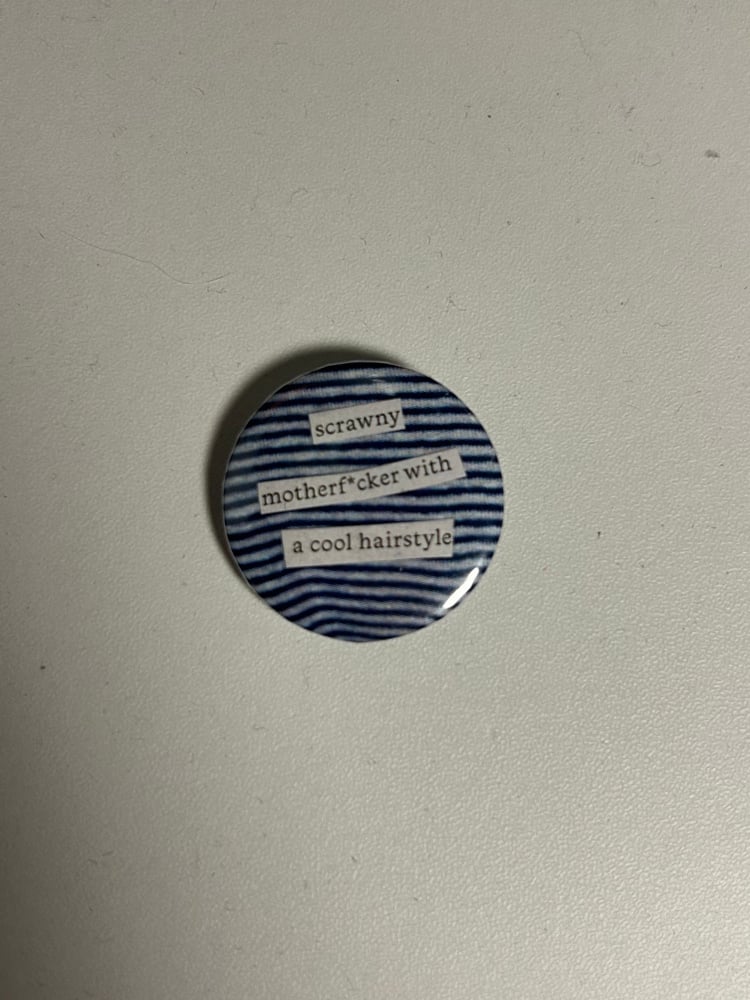 scrawny
motherf*cker with
a cool hairstyle